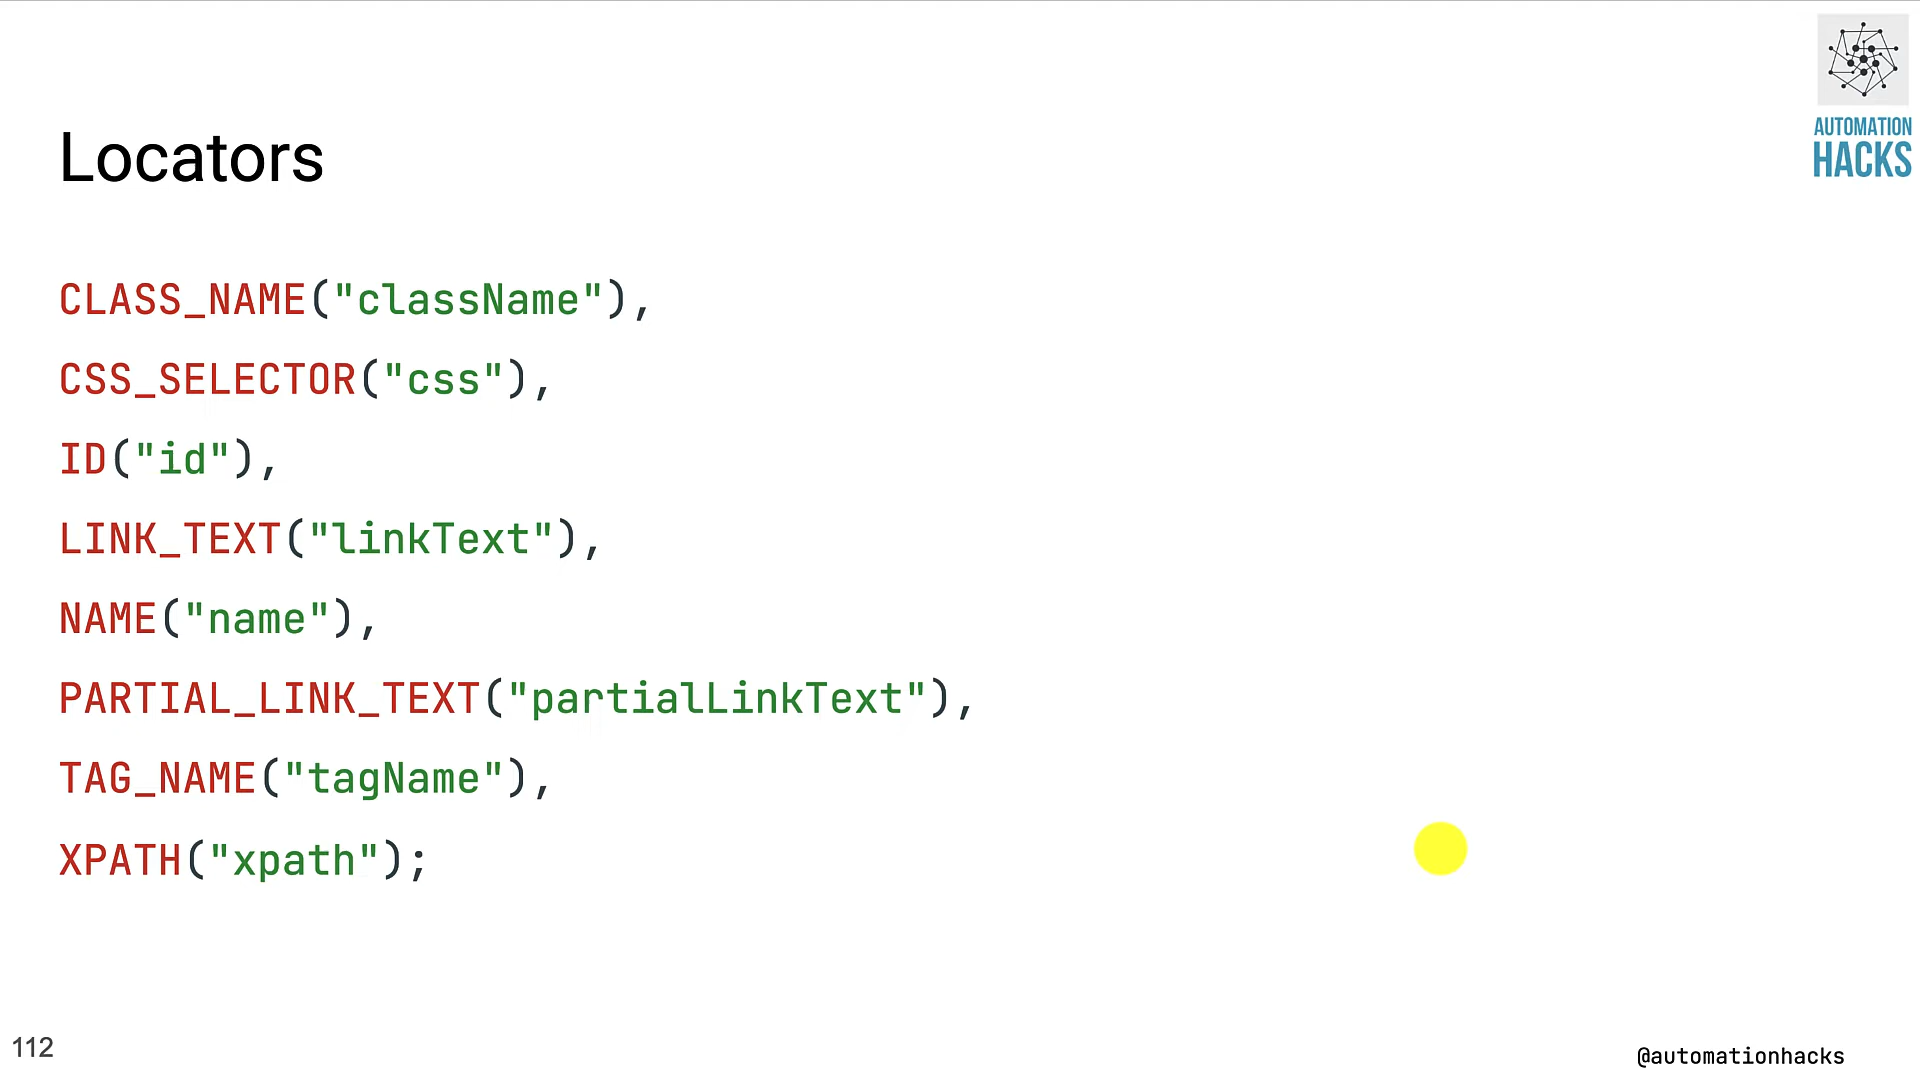 AUTOMATION
HACKS
Locators
CLASS_NAME("className"),
CSS_SELECTOR("css"),
ID("id"),
LINK_TEXT("linkText"),
NAME("name"),
PARTIAL_LINK_TEXT("partialLinkText"),
TAG_NAME("tagName"),
XPATH("xpath");
112
@automationhacks